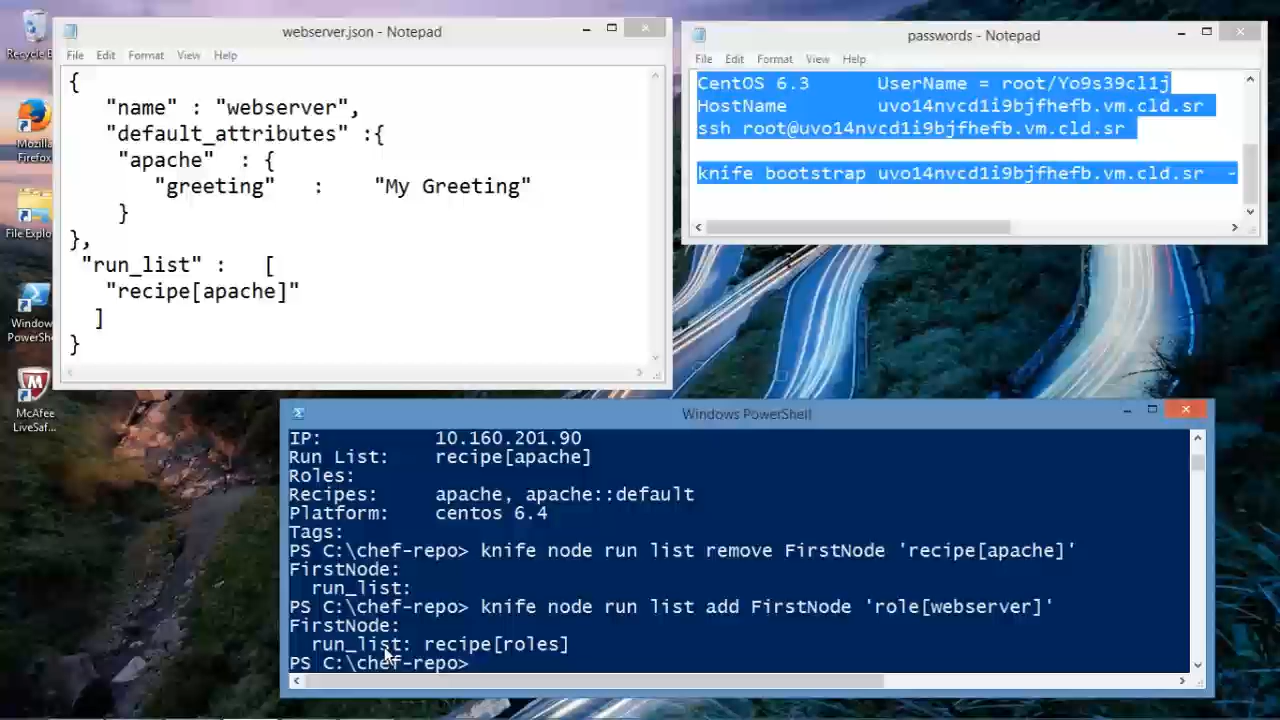 Recycle B
Mozilla
Firefox
File Explo
Windows
PowerShe
McAfee
LiveSaf...
webserver.json - Notepad
File Edit Format View Help
{
"name" : "webserver",
"default_attributes" :{
"apache" : {
"greeting" : "My Greeting"
}
},
"run_list" : [
"recipe[apache]"
]
}
passwords - Notepad
File Edit Format View Help
CentOS 6.3 UserName = root/Yo9s39cl1j
HostName uvo14nvcd1i9bjfhefb.vm.cld.sr
ssh root@uvo14nvcd1i9bjfhefb.vm.cld.sr
knife bootstrap uvo14nvcd1i9bjfhefb.vm.cld.sr -
Windows PowerShell
IP: 10.160.201.90
Run List: recipe[apache]
Roles:
Recipes: apache, apache::default
Platform: centos 6.4
Tags:
PS C:\chef-repo> knife node run list remove FirstNode 'recipe[apache]'
FirstNode:
run_list:
PS C:\chef-repo> knife node run list add FirstNode 'role[webserver]'
FirstNode:
run_list: recipe[roles]
PS C:\chef-repo>